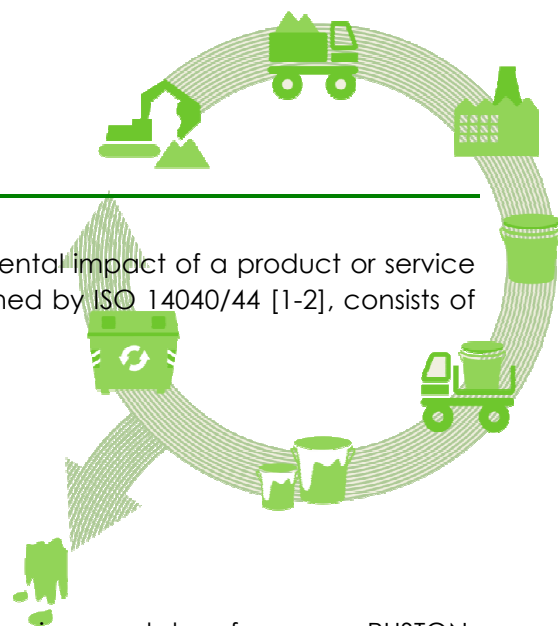 ental impact of a product or service
ned by ISO 14040/44 [1-2], consists of